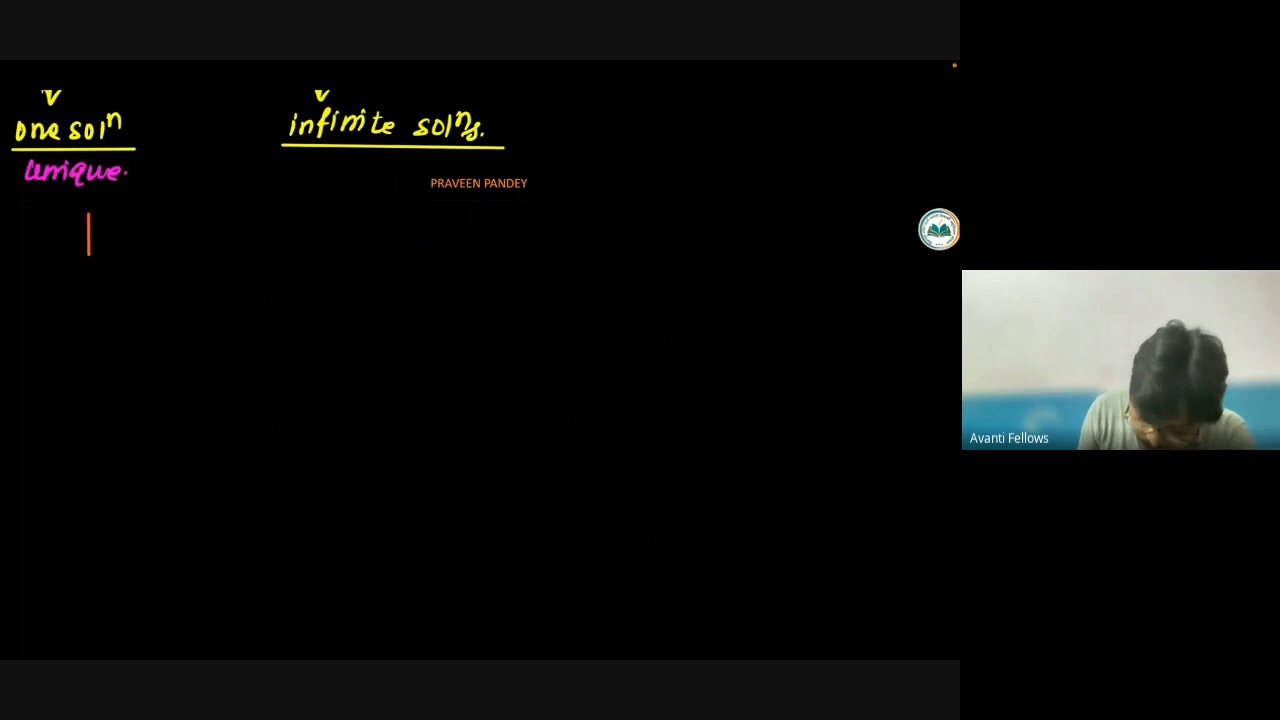 one solⁿ
infinite solⁿs.
unique.
PRAVEEN PANDEY
Avanti Fellows